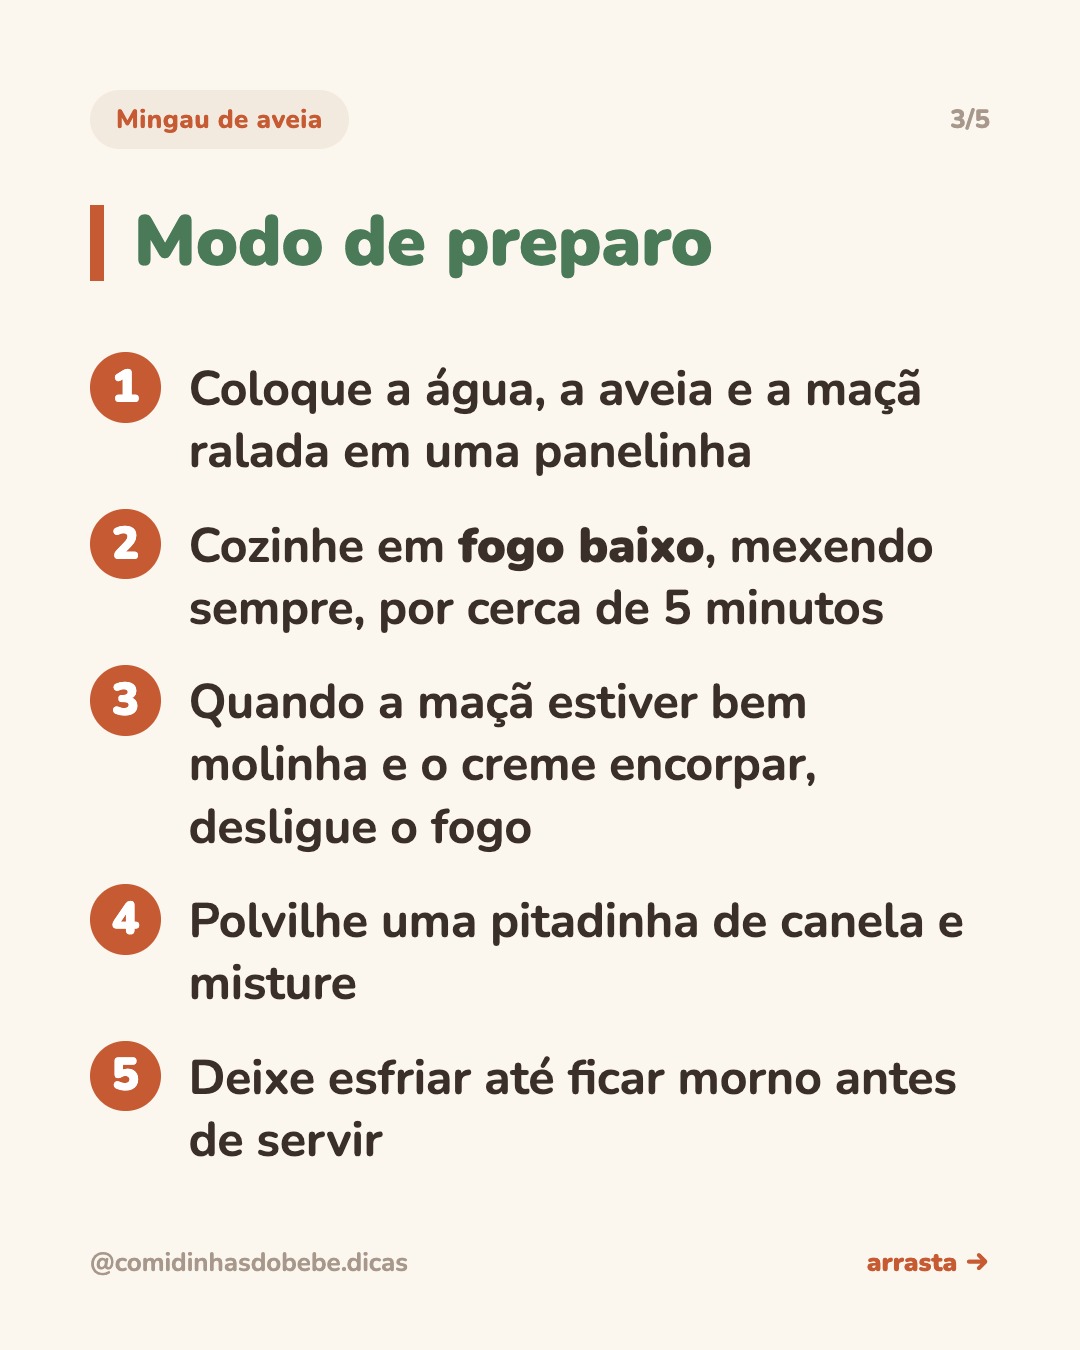 Mingau de aveia
3/5
Modo de preparo
1 Coloque a água, a aveia e a maçã
ralada em uma panelinha
2 Cozinhe em fogo baixo, mexendo
sempre, por cerca de 5 minutos
3 Quando a maçã estiver bem
molinha e o creme encorpar,
desligue o fogo
4 Polvilhe uma pitadinha de canela e
misture
5 Deixe esfriar até ficar morno antes
de servir
@comidinhasdobebe.dicas
arrasta →